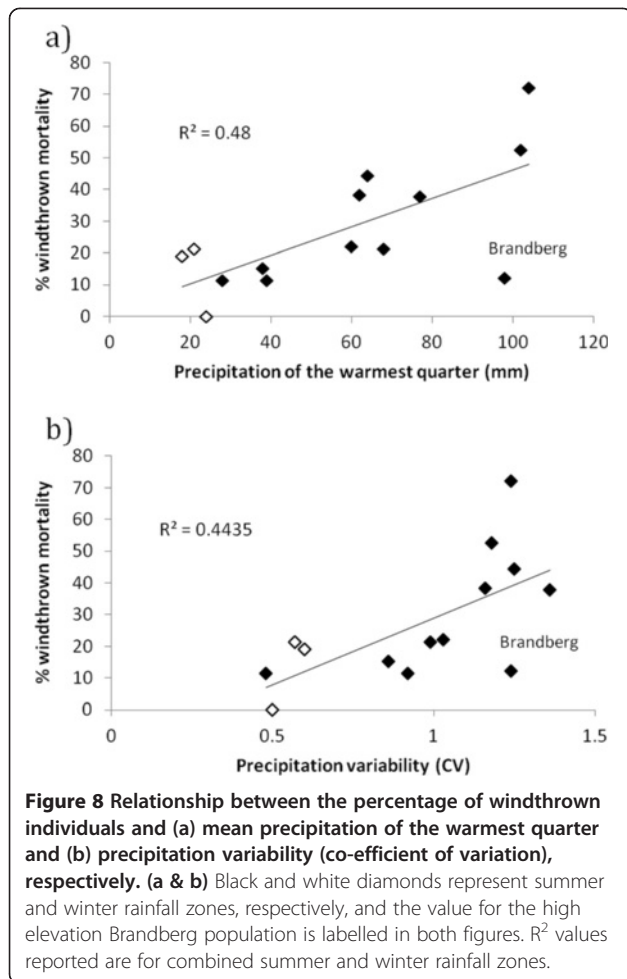 a)
80
70
60
50
40
30
20
10
0
% windthrown mortality
R² = 0.48
Brandberg
0 20 40 60 80 100 120
Precipitation of the warmest quarter (mm)
b)
80
70
60
50
40
30
20
10
0
% windthrown mortality
R² = 0.4435
Brandberg
0 0.5 1 1.5
Precipitation variability (CV)
Figure 8 Relationship between the percentage of windthrown
individuals and (a) mean precipitation of the warmest quarter
and (b) precipitation variability (co-efficient of variation),
respectively. (a & b) Black and white diamonds represent summer
and winter rainfall zones, respectively, and the value for the high
elevation Brandberg population is labelled in both figures. R² values
reported are for combined summer and winter rainfall zones.